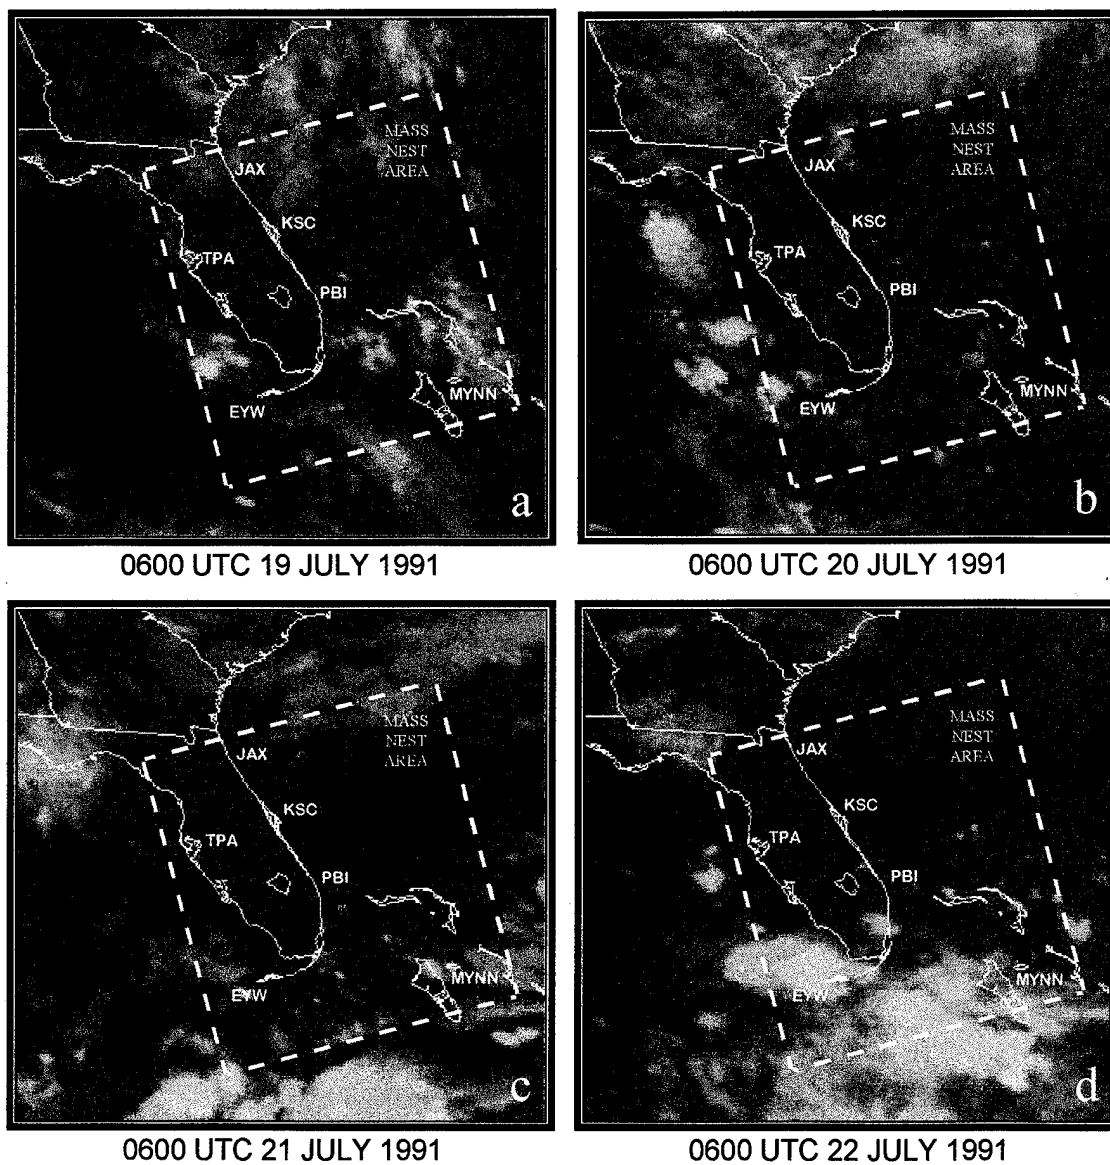 MASS
NEST
AREA
JAX
KSC
TPA
PBI
EYW
MYNN
a
0600 UTC 19 JULY 1991
MASS
NEST
AREA
JAX
KSC
TPA
PBI
EYW
MYNN
b
0600 UTC 20 JULY 1991
MASS
NEST
AREA
JAX
KSC
TPA
PBI
EYW
MYNN
c
0600 UTC 21 JULY 1991
MASS
NEST
AREA
JAX
KSC
TPA
PBI
EYW
MYNN
d
0600 UTC 22 JULY 1991